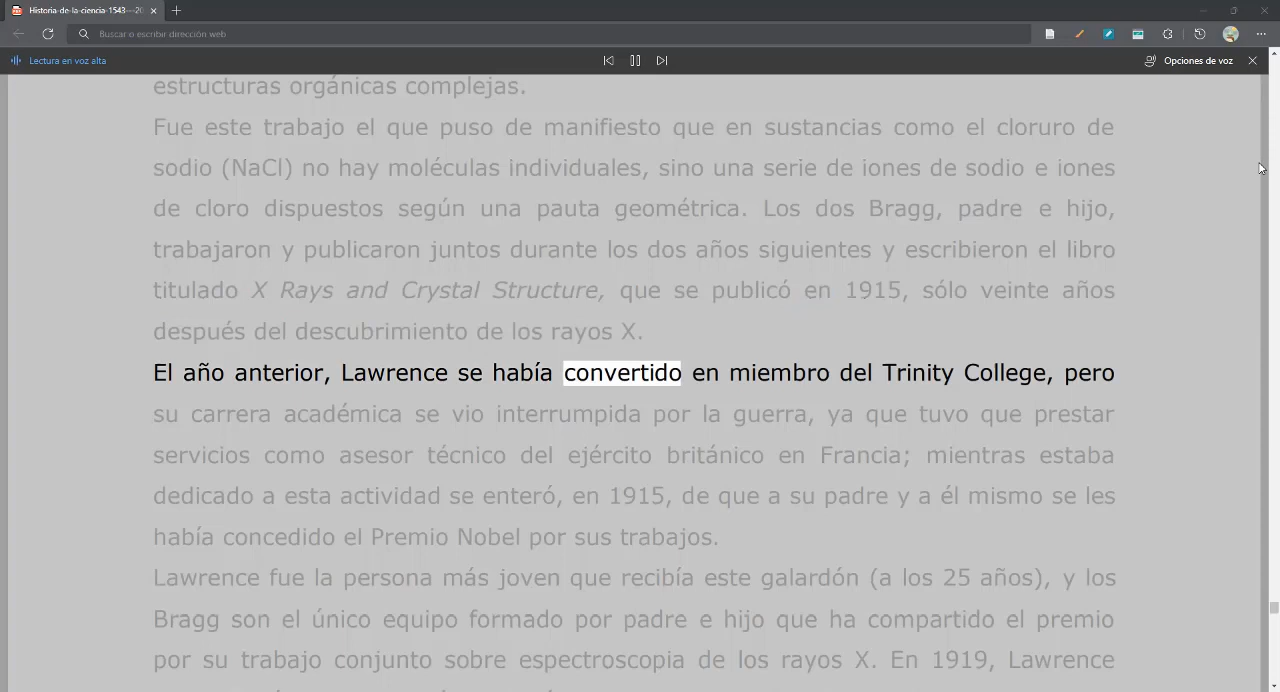 Historia-de-la-ciencia-1543---20
Buscar o escribir dirección web
Lectura en voz alta
Opciones de voz
estructuras orgánicas complejas.
Fue este trabajo el que puso de manifiesto que en sustancias como el cloruro de
sodio (NaCl) no hay moléculas individuales, sino una serie de iones de sodio e iones
de cloro dispuestos según una pauta geométrica. Los dos Bragg, padre e hijo,
trabajaron y publicaron juntos durante los dos años siguientes y escribieron el libro
titulado X Rays and Crystal Structure, que se publicó en 1915, sólo veinte años
después del descubrimiento de los rayos X.
El año anterior, Lawrence se había convertido en miembro del Trinity College, pero
su carrera académica se vio interrumpida por la guerra, ya que tuvo que prestar
servicios como asesor técnico del ejército británico en Francia; mientras estaba
dedicado a esta actividad se enteró, en 1915, de que a su padre y a él mismo se les
había concedido el Premio Nobel por sus trabajos.
Lawrence fue la persona más joven que recibía este galardón (a los 25 años), y los
Bragg son el único equipo formado por padre e hijo que ha compartido el premio
por su trabajo conjunto sobre espectroscopia de los rayos X. En 1919, Lawrence